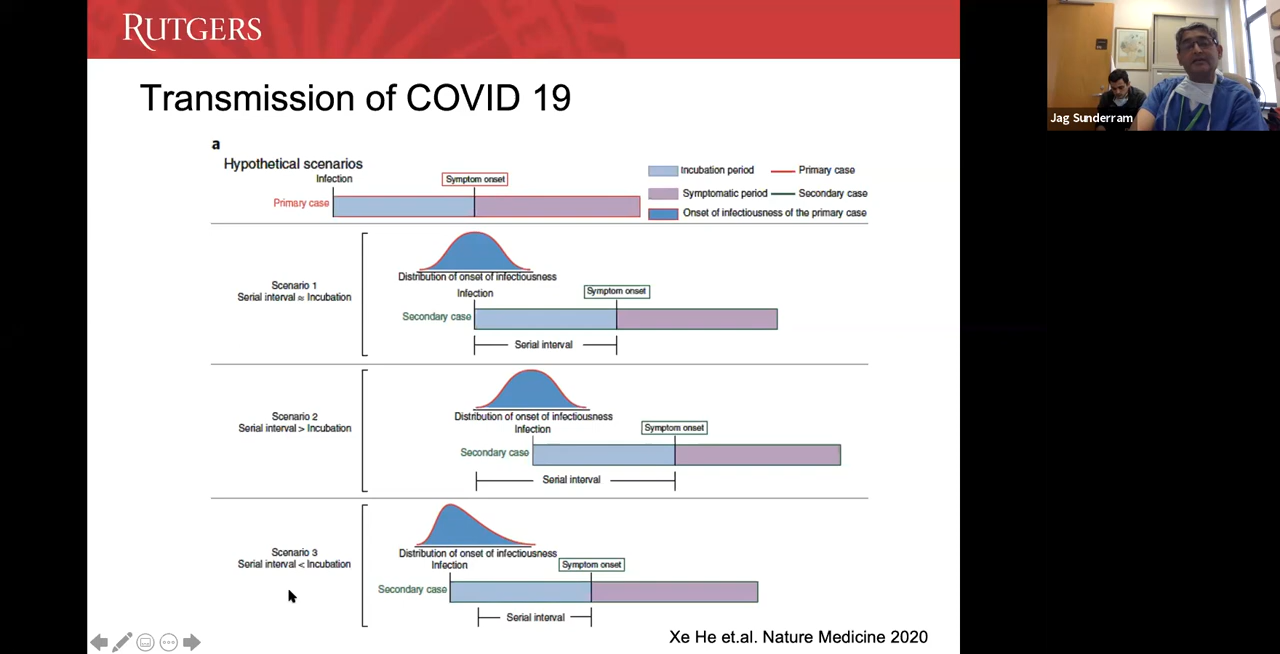 RUTGERS
Transmission of COVID 19
a
Hypothetical scenarios
Infection
Symptom onset
Primary case
Incubation period
Primary case
Symptomatic period
Secondary case
Onset of infectiousness of the primary case
Scenario 1
Serial interval ≈ Incubation
Distribution of onset of infectiousness
Infection
Symptom onset
Secondary case
Serial interval
Scenario 2
Serial interval > Incubation
Distribution of onset of infectiousness
Infection
Symptom onset
Secondary case
Serial interval
Scenario 3
Serial interval < Incubation
Distribution of onset of infectiousness
Infection
Symptom onset
Secondary case
Serial interval
Xe He et.al. Nature Medicine 2020
Jag Sunderram